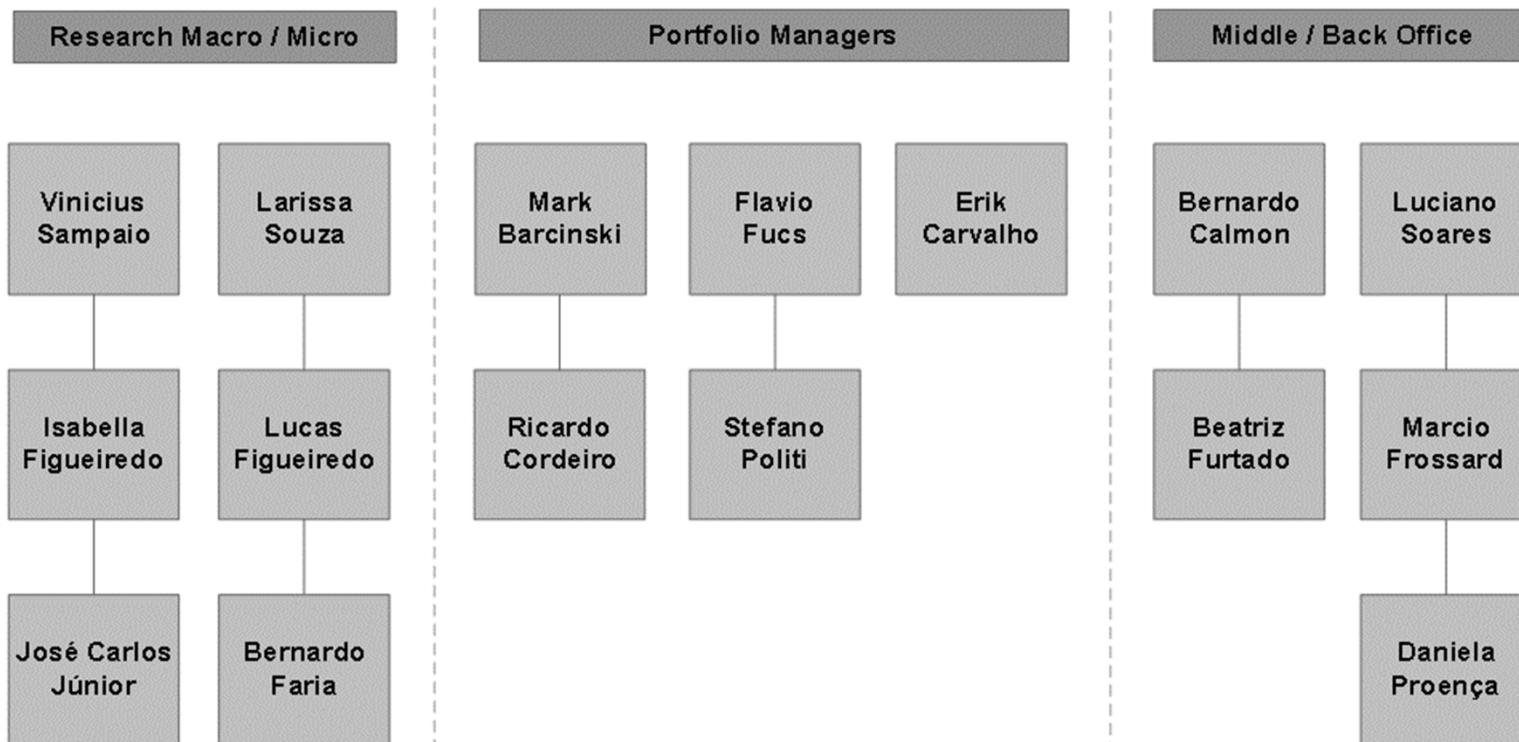 Research Macro / Micro
Portfolio Managers
Middle / Back Office
Vinicius
Sampaio
Larissa
Souza
Mark
Barcinski
Flavio
Fucs
Erik
Carvalho
Bernardo
Calmon
Luciano
Soares
Isabella
Figueiredo
Lucas
Figueiredo
Ricardo
Cordeiro
Stefano
Politi
Beatriz
Furtado
Marcio
Frossard
José Carlos
Júnior
Bernardo
Faria
Daniela
Proença